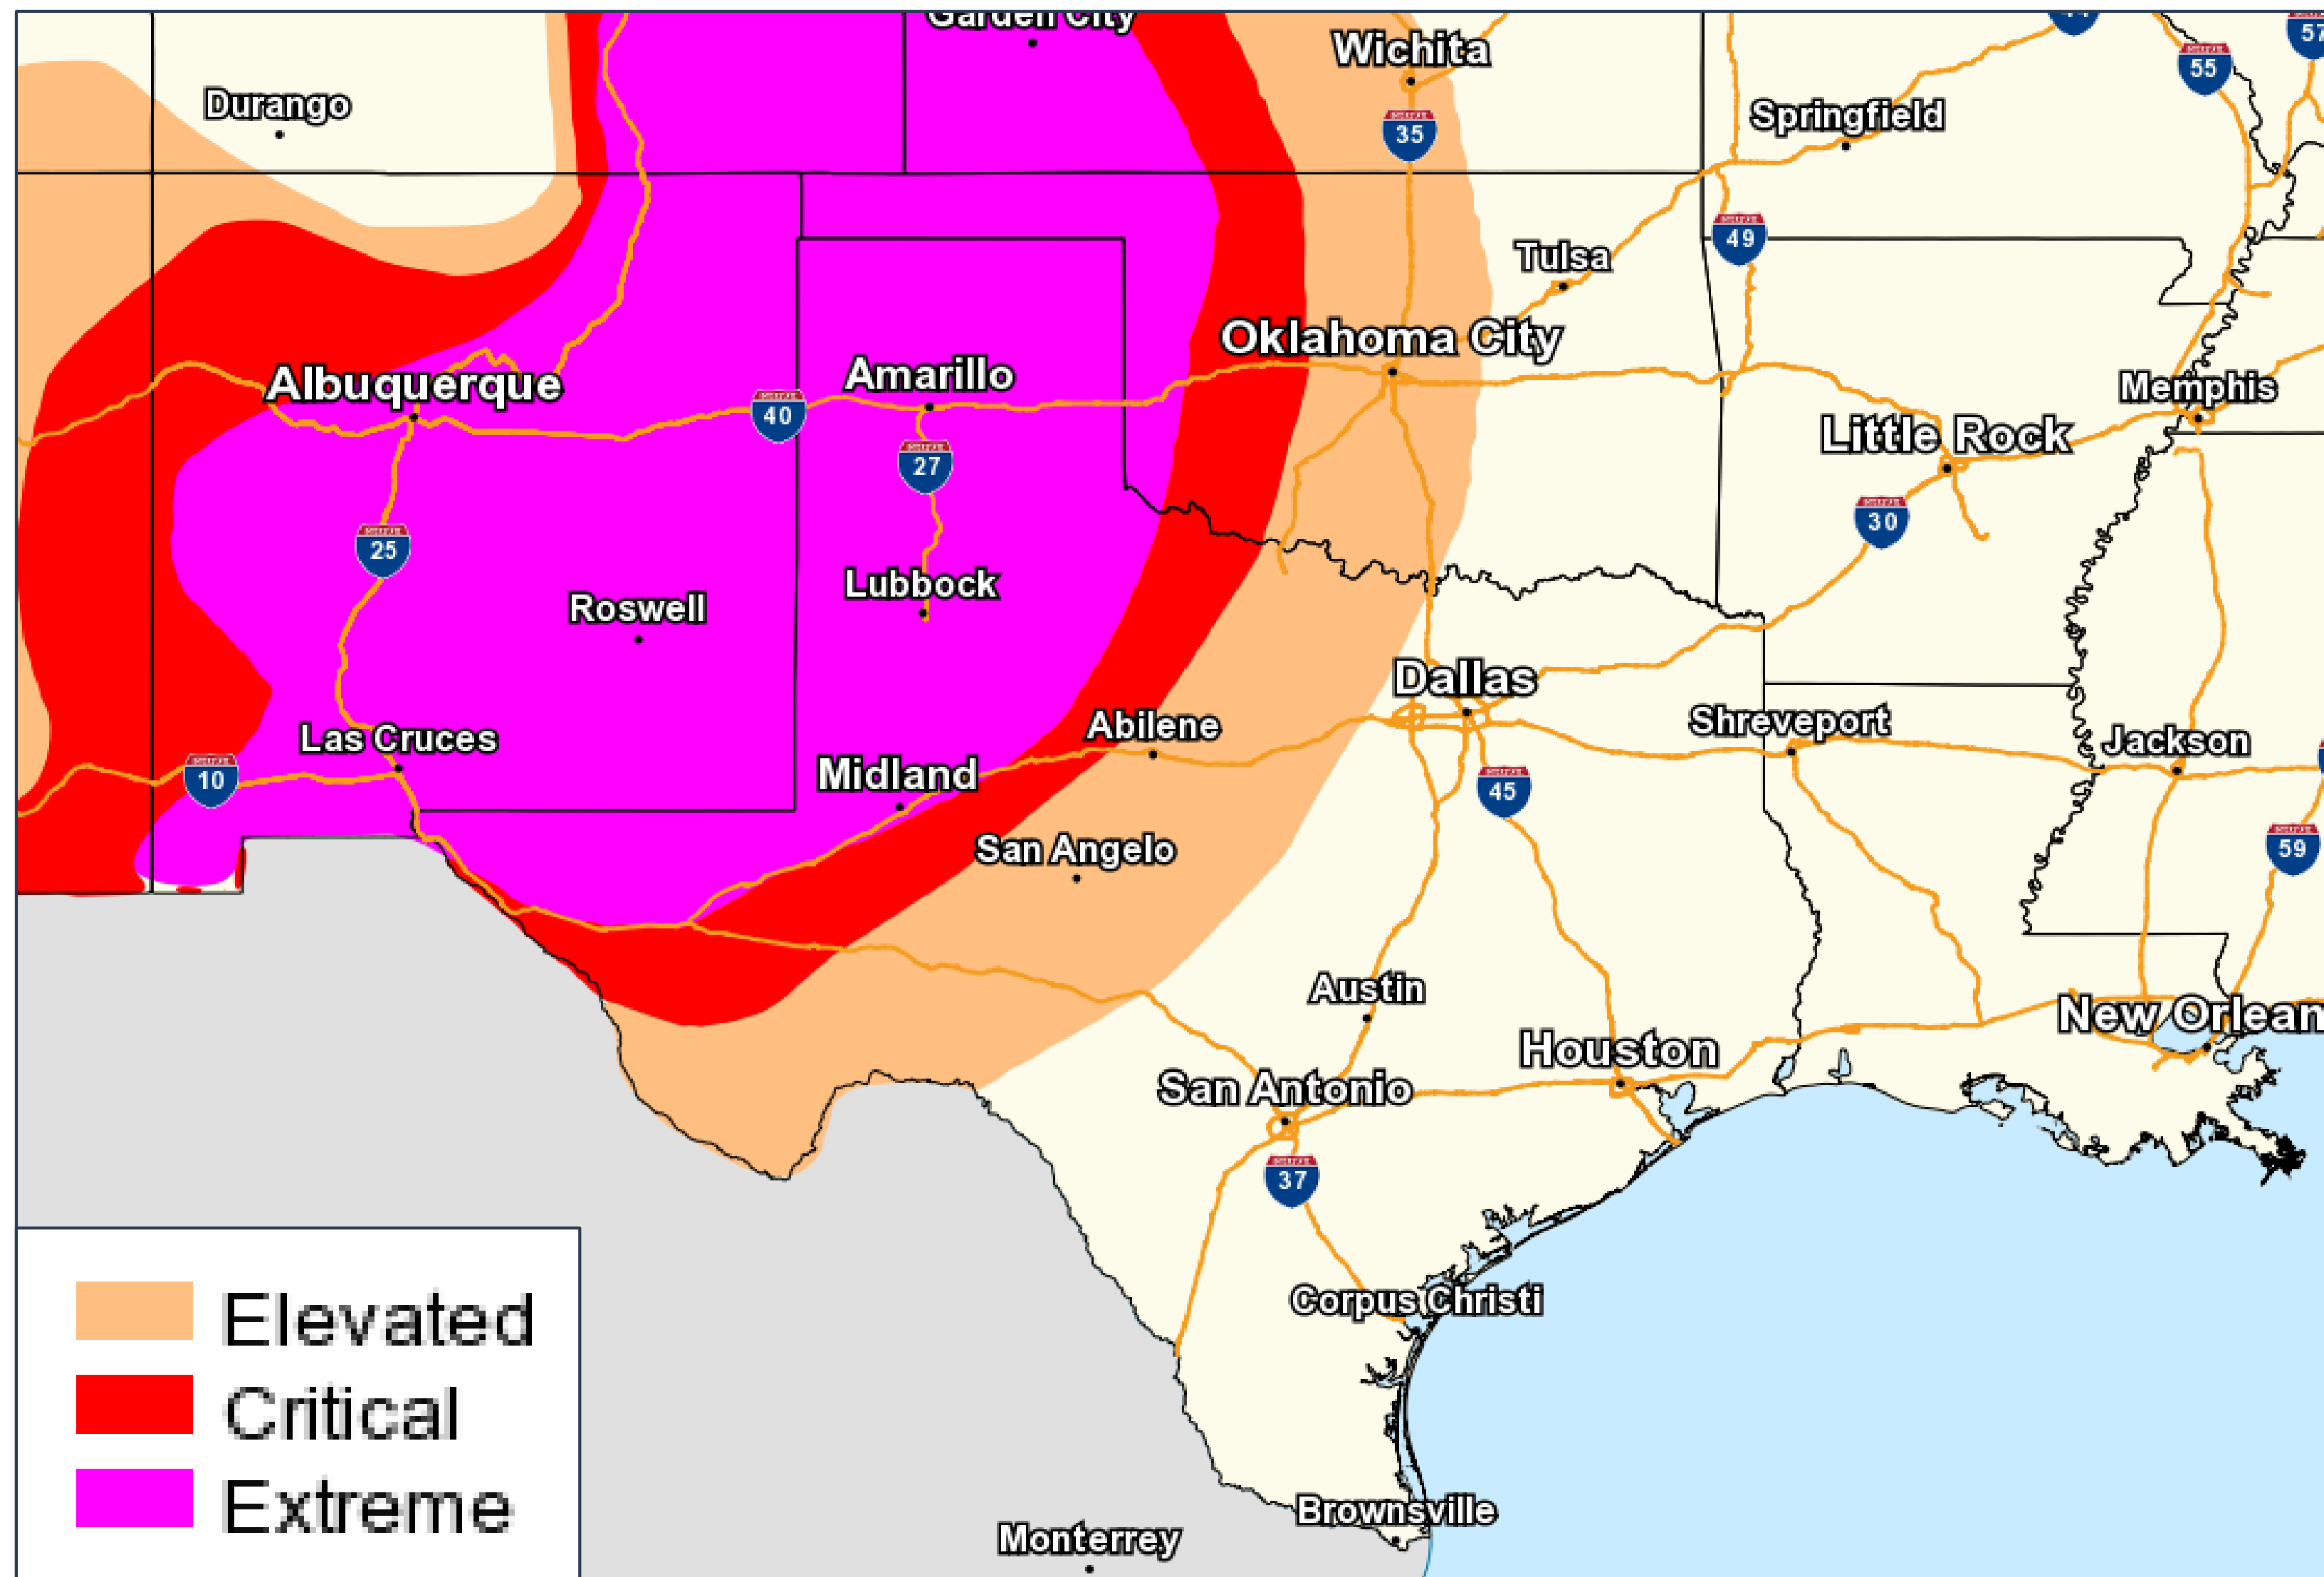 Garden City
Wichita
44
55
57
Durango
Springfield
35
49
Tulsa
Oklahoma City
Albuquerque
Amarillo
40
Memphis
Little Rock
27
30
25
Roswell
Lubbock
Dallas
Las Cruces
Abilene
Shreveport
Jackson
10
Midland
45
San Angelo
59
Austin
New Orlean
Houston
San Antonio
37
Corpus Christi
Elevated
Critical
Extreme
Brownsville
Monterrey